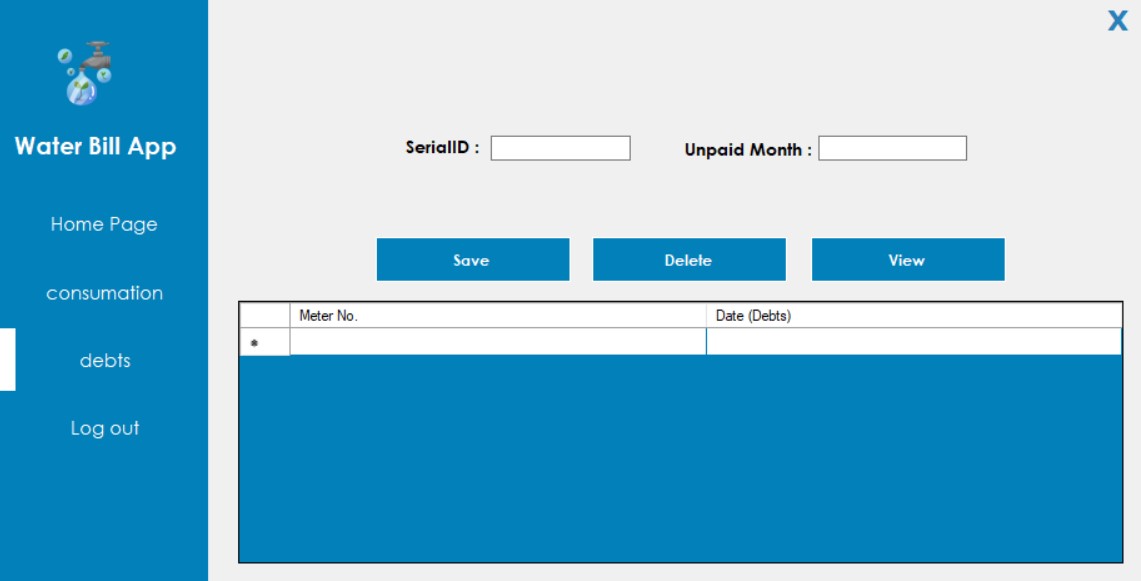 X
Water Bill App
SerialID :
Unpaid Month :
Home Page
Save
Delete
View
consumation
Meter No.
Date (Debts)
*
debts
Log out